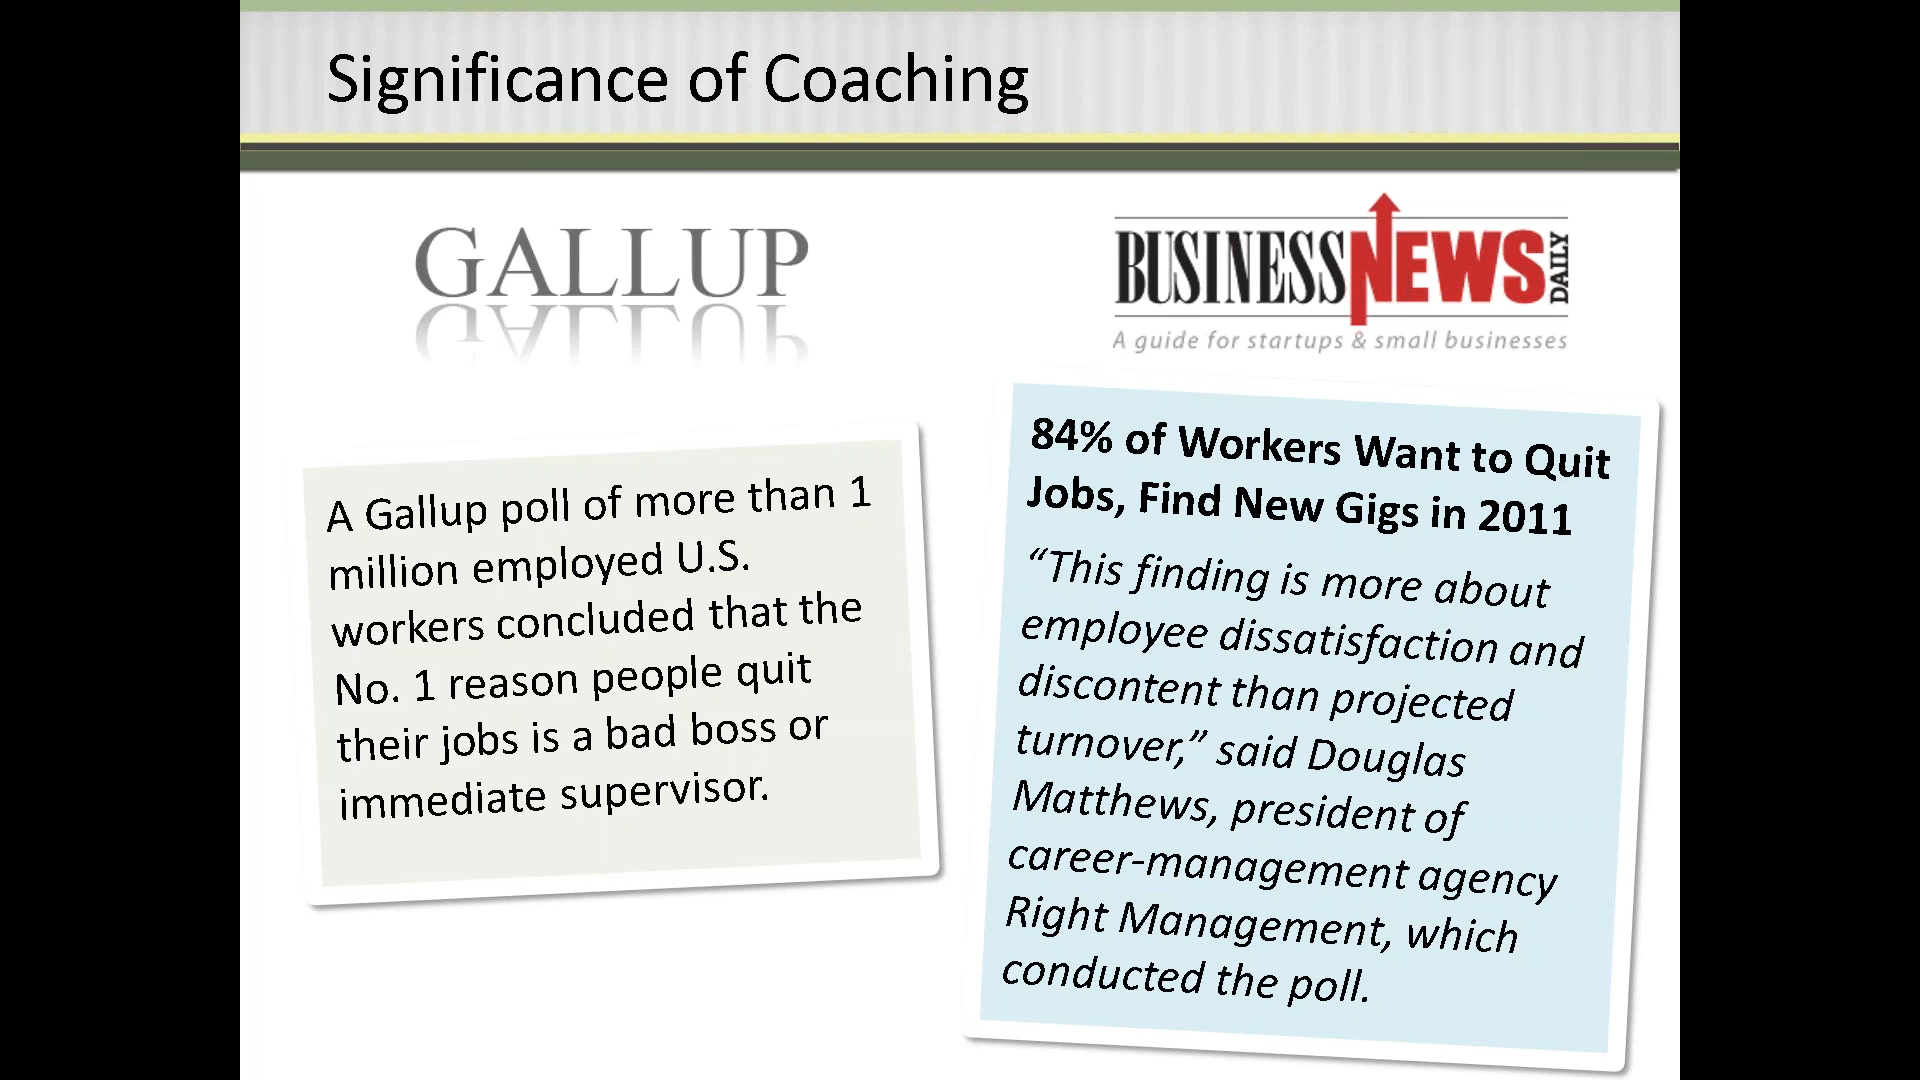 Significance of Coaching
GALLUP
A Gallup poll of more than 1
million employed U.S.
workers concluded that the
No. 1 reason people quit
their jobs is a bad boss or
immediate supervisor.
BUSINESS NEWS DAILY
A guide for startups & small businesses
84% of Workers Want to Quit
Jobs, Find New Gigs in 2011
“This finding is more about
employee dissatisfaction and
discontent than projected
turnover,” said Douglas
Matthews, president of
career-management agency
Right Management, which
conducted the poll.